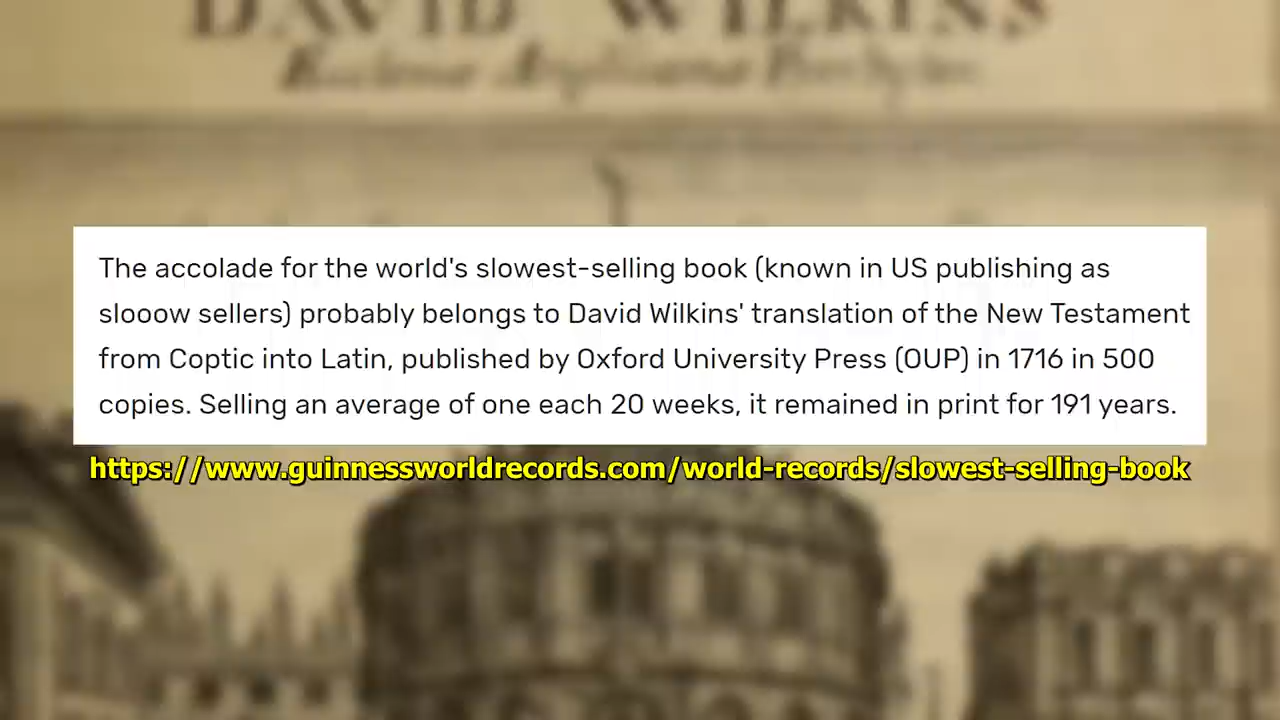 DAVID WILKINS
The accolade for the world's slowest-selling book (known in US publishing as
slooow sellers) probably belongs to David Wilkins' translation of the New Testament
from Coptic into Latin, published by Oxford University Press (OUP) in 1716 in 500
copies. Selling an average of one each 20 weeks, it remained in print for 191 years.
https://www.guinnessworldrecords.com/world-records/slowest-selling-book